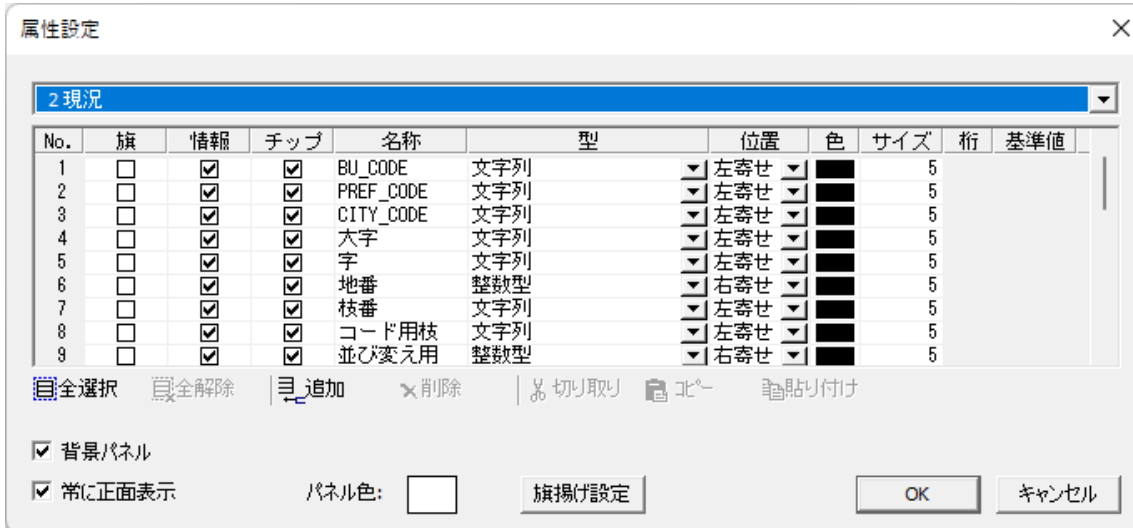 属性設定
2 現況
No. 旗 情報 チップ 名称 型 位置 色 サイズ 桁 基準値
1 BU_CODE 文字列 左寄せ 5
2 PREF_CODE 文字列 左寄せ 5
3 CITY_CODE 文字列 左寄せ 5
4 大字 文字列 左寄せ 5
5 字 文字列 左寄せ 5
6 地番 整数型 右寄せ 5
7 枝番 文字列 左寄せ 5
8 コード用枝 文字列 左寄せ 5
9 並び変え用 整数型 右寄せ 5
全選択 全解除 追加 削除 切り取り コピー 貼り付け
背景パネル
常に正面表示 パネル色: 旗揚げ設定 OK キャンセル